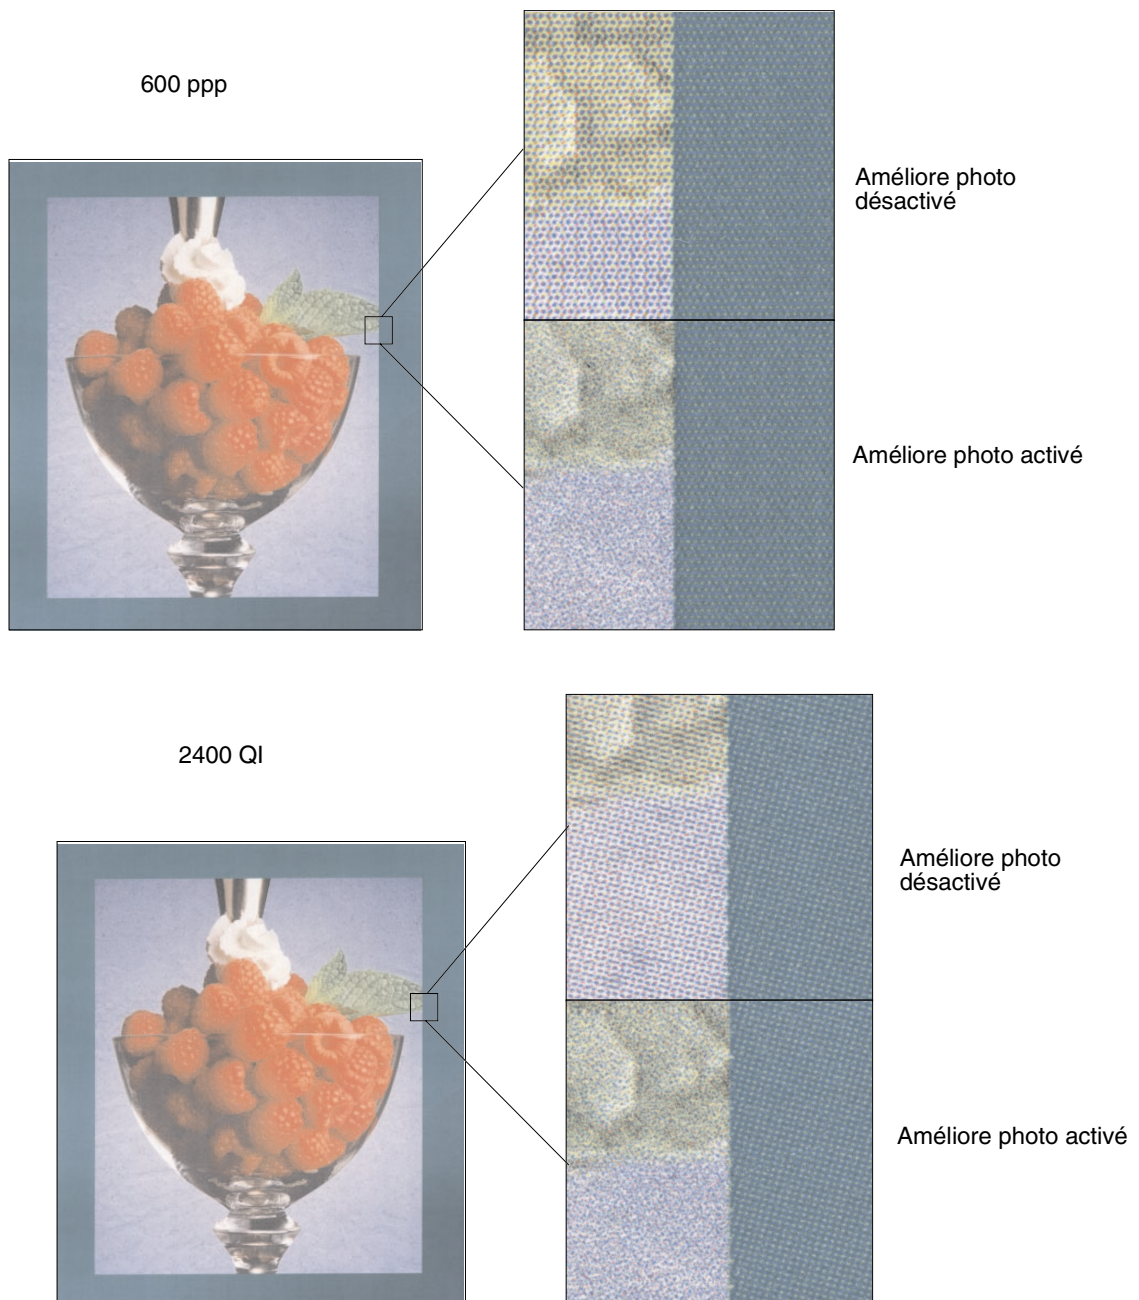 600 ppp
Améliore photo
désactivé
Améliore photo activé
2400 QI
Améliore photo
désactivé
Améliore photo activé